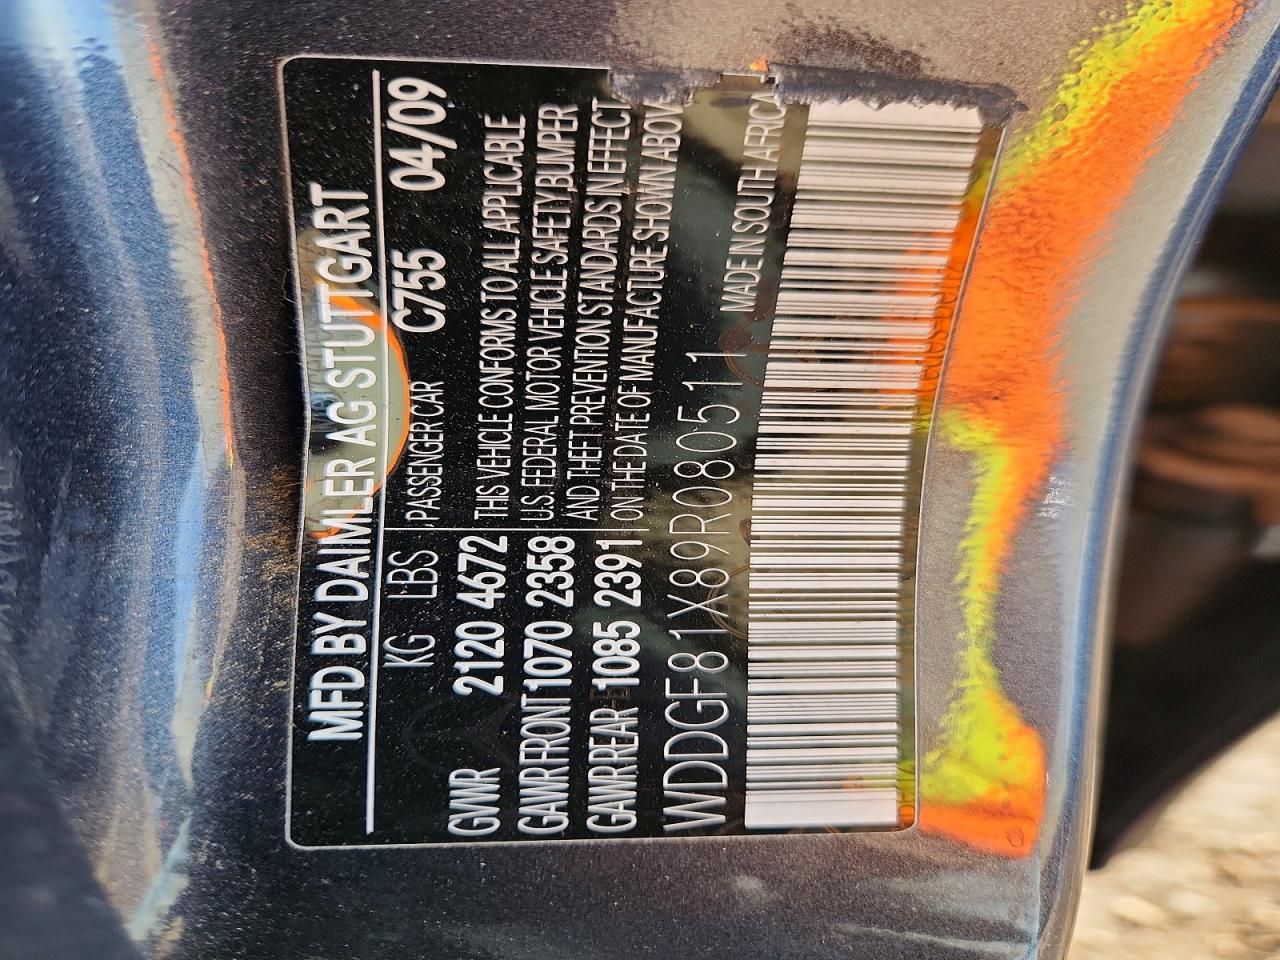 MFD BY DAIMLER AG STUTTGART
KG LBS PASSENGER CAR C755 04/09
GVWR 2120 4672 THIS VEHICLE CONFORMS TO ALL APPLICABLE
GAWR FRONT 1070 2358 U.S. FEDERAL MOTOR VEHICLE SAFETY, BUMPER
GAWR REAR 1085 2391 AND THEFT PREVENTION STANDARDS IN EFFECT
ON THE DATE OF MANUFACTURE SHOWN ABOV
WDDGF81X89R080511 MADE IN SOUTH AFRICA